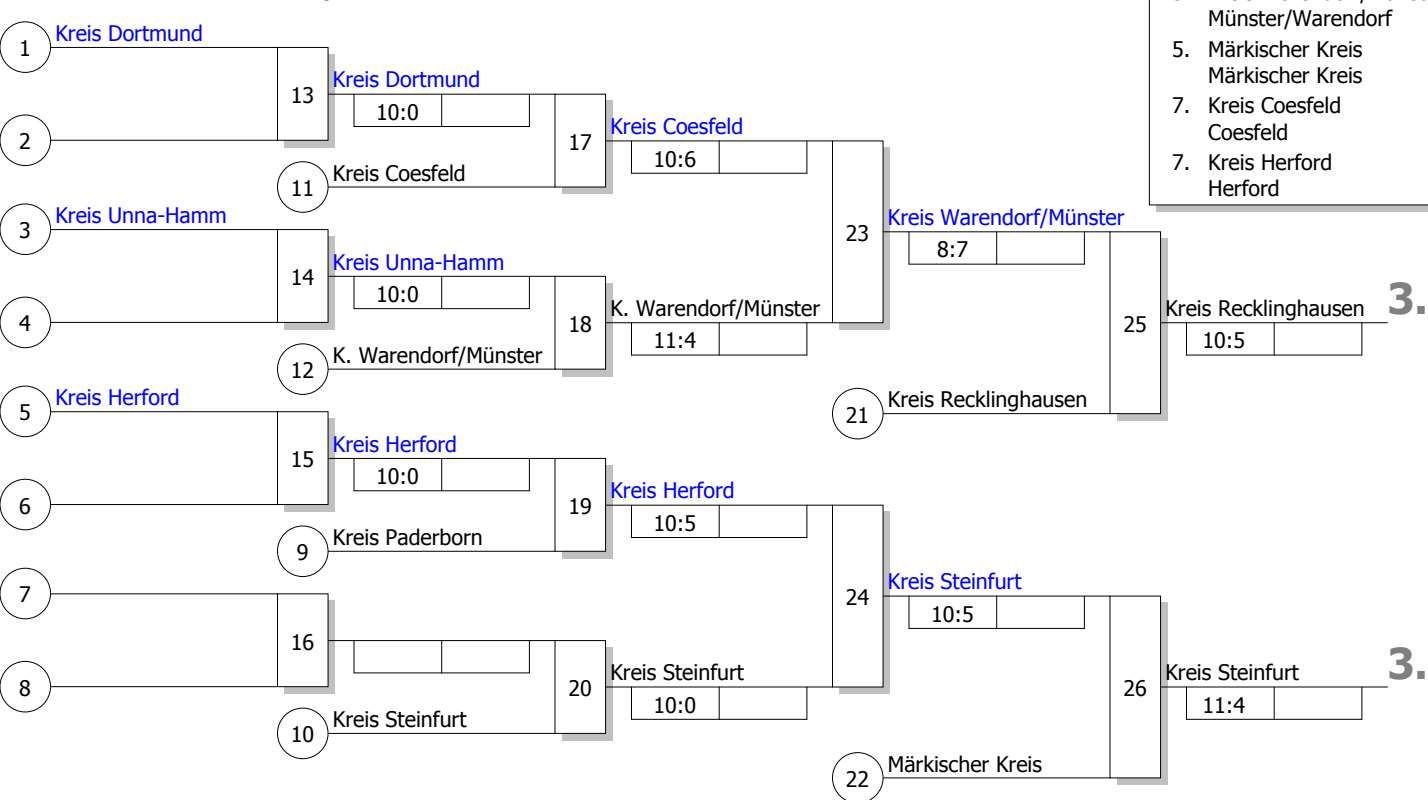 Münster/Warendorf
5. Märkischer Kreis
Märkischer Kreis
7. Kreis Coesfeld
Coesfeld
7. Kreis Herford
Herford
1 Kreis Dortmund
2
13 Kreis Dortmund
10:0
11 Kreis Coesfeld
17 Kreis Coesfeld
10:6
3 Kreis Unna-Hamm
4
14 Kreis Unna-Hamm
10:0
12 K. Warendorf/Münster
18 K. Warendorf/Münster
11:4
23 Kreis Warendorf/Münster
8:7
21 Kreis Recklinghausen
25 Kreis Recklinghausen 3.
10:5
5 Kreis Herford
6
15 Kreis Herford
10:0
9 Kreis Paderborn
19 Kreis Herford
10:5
7
8
16
10 Kreis Steinfurt
20 Kreis Steinfurt
10:0
24 Kreis Steinfurt
10:5
22 Märkischer Kreis
26 Kreis Steinfurt 3.
11:4